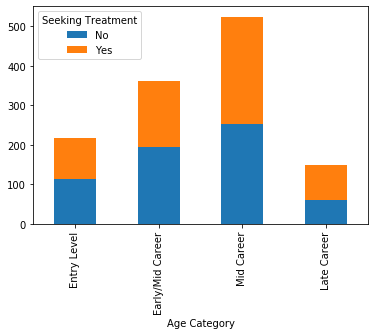 Seeking Treatment
No
Yes
500
400
300
200
100
0
Entry Level
Early/Mid Career
Mid Career
Late Career
Age Category